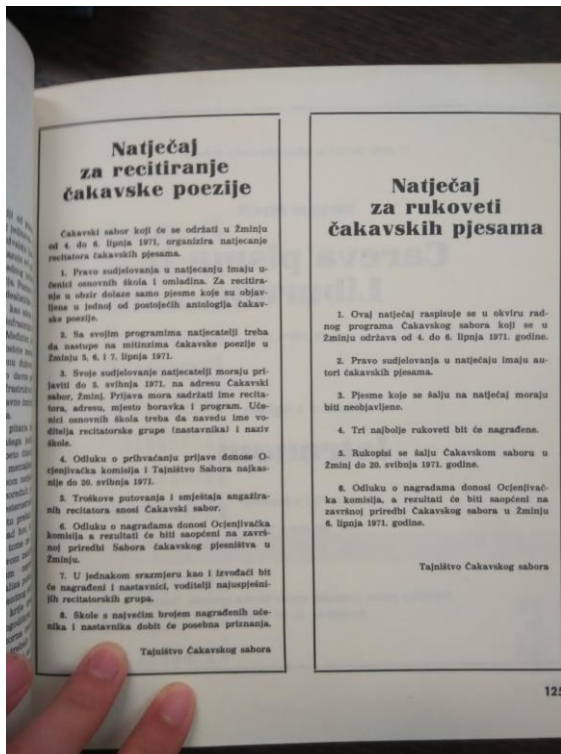 Natječaj
za recitiranje
čakavske poezije
Čakavski sabor koji će se održati u Žminju
od 4. do 6. lipnja 1971, organizira natjecanje
recitatora čakavskih pjesama.
1. Pravo sudjelovanja u natjecanju imaju u-
čenici osnovnih škola i omladina. Za recitira-
nje u obzir dolaze samo pjesme koje su objav-
ljene u jednoj od postojećih antologija čakav-
ske poezije.
2. Sa svojim programima natjecatelji treba
da nastupe na mitinzima čakavske poezije u
Žminju 5, 6, i 7. lipnja 1971.
3. Svoje sudjelovanje natjecatelji moraju pri-
javiti do 5. svibnja 1971. na adresu Čakavski
sabor, Žminj. Prijava mora sadržati ime recita-
tora, adresu, mjesto boravka i program. Uče-
nici osnovnih škola treba da navedu ime vo-
ditelja recitatorske grupe (nastavnika) i naziv
škole.
4. Odluku o prihvaćanju prijave donose O-
cjenjivačka komisija i Tajništvo Sabora najkas-
nije do 20. svibnja 1971.
5. Troškove putovanja i smještaja angažira-
nih recitatora snosi Čakavski sabor.
6. Odluku o nagradama donosi Ocjenjivačka
komisija a rezultati će biti saopćeni na završ-
noj priredbi Sabora čakavskog pjesništva u
Žminju.
7. U jednakom srazmjeru kao i izvođači bit
će nagrađeni i nastavnici, voditelji najuspješni-
jih recitatorskih grupa.
8. Škole s najvećim brojem nagrađenih uče-
nika i nastavnika dobit će posebna priznanja.
Tajništvo Čakavskog sabora
Natječaj
za rukoveti
čakavskih pjesama
1. Ovaj natječaj raspisuje se u okviru rad-
nog programa Čakavskog sabora koji se u
Žminju održava od 4. do 6. lipnja 1971. godine.
2. Pravo sudjelovanja u natječaju imaju au-
tori čakavskih pjesama.
3. Pjesme koje se šalju na natječaj moraju
biti neobjavljene.
4. Tri najbolje rukoveti bit će nagrađene.
5. Rukopisi se šalju Čakavskom saboru u
Žminj do 20. svibnja 1971. godine.
6. Odluku o nagradama donosi Ocjenjivač-
ka komisija, a rezultati će biti saopćeni na
završnoj priredbi Čakavskog sabora u Žminju
6. lipnja 1971. godine.
Tajništvo Čakavskog sabora
125